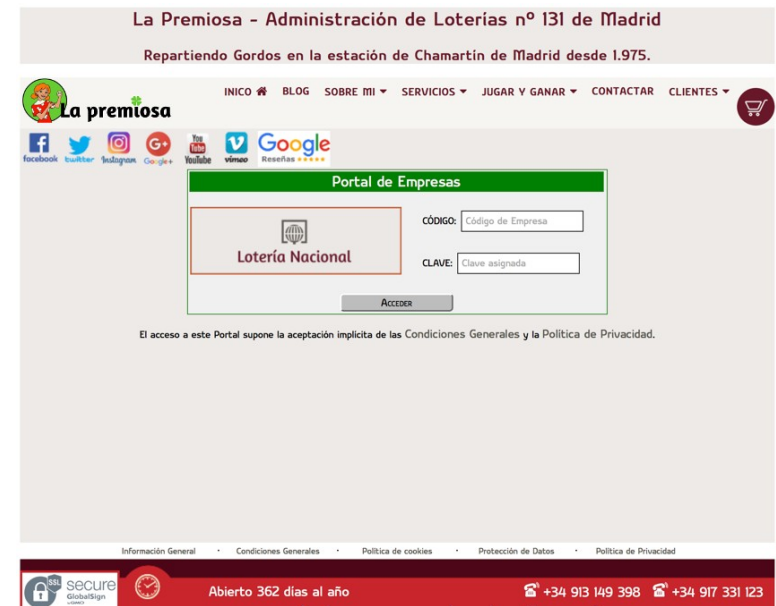 La Premiosa - Administración de Loterías nº 131 de Madrid
Repartiendo Gordos en la estación de Chamartín de Madrid desde 1.975.
La premiosa
INICO BLOG SOBRE MI SERVICIOS JUGAR Y GANAR CONTACTAR CLIENTES
facebook twitter Instagram G+ Google+ You Tube YouTube vimeo Google Reseñas
Portal de Empresas
Lotería Nacional
CÓDIGO: Código de Empresa
CLAVE: Clave asignada
ACCEDER
El acceso a este Portal supone la aceptación implícita de las Condiciones Generales y la Política de Privacidad.
Información General · Condiciones Generales · Política de cookies · Protección de Datos · Política de Privacidad
SSL secure GlobalSign
Abierto 362 días al año
+34 913 149 398 +34 917 331 123